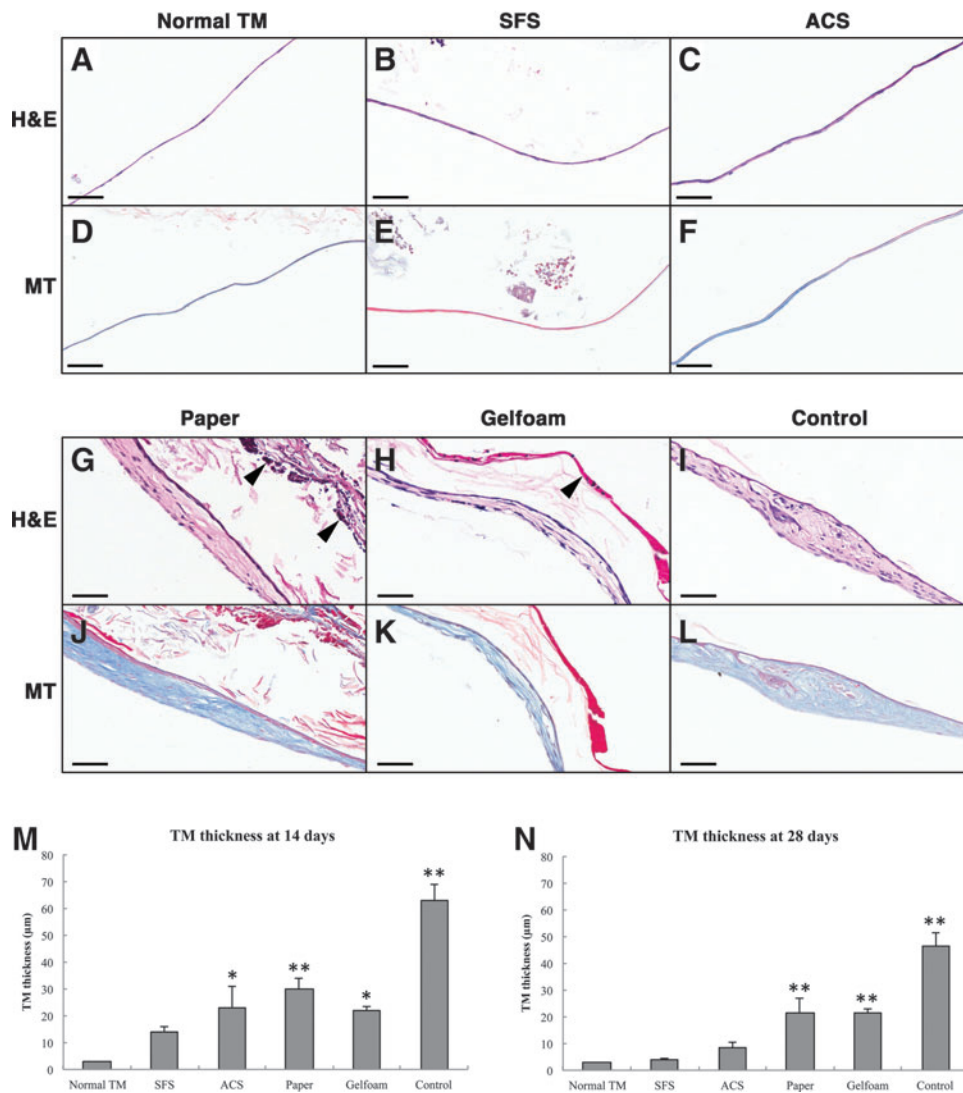 Normal TM SFS ACS
A B C
H&E
D E F
MT
Paper Gelfoam Control
G H I
H&E
J K L
MT
M N
TM thickness at 14 days
TM thickness (μm)
80
70
60
50
40
30
20
10
0
*
**
*
**
Normal TM SFS ACS Paper Gelfoam Control
TM thickness at 28 days
TM thickness (μm)
80
70
60
50
40
30
20
10
0
**
**
**
Normal TM SFS ACS Paper Gelfoam Control